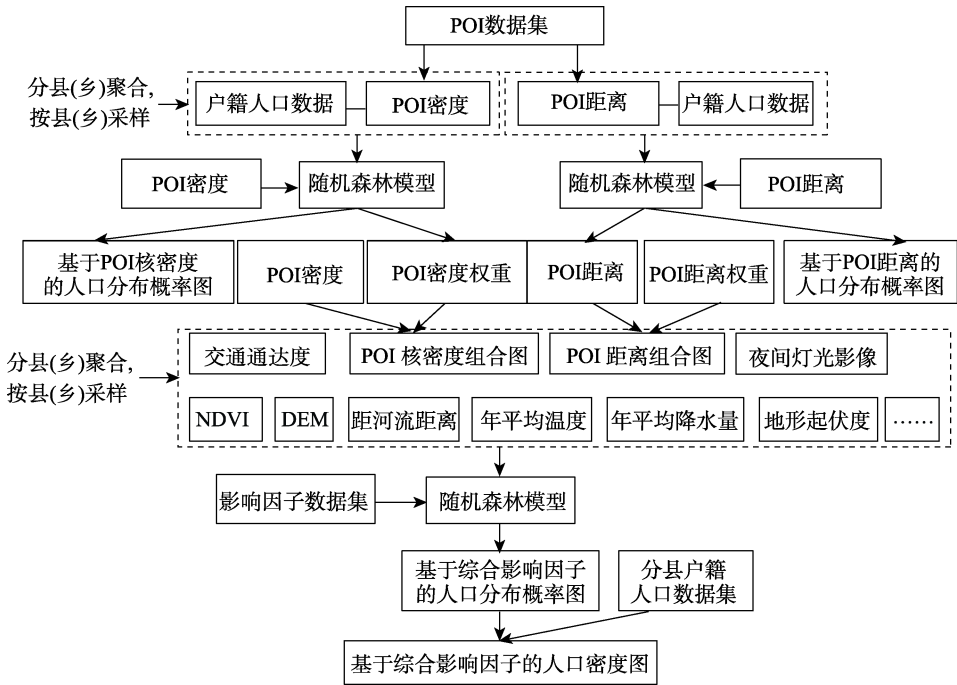 POI数据集
分县(乡)聚合,
按县(乡)采样
户籍人口数据
POI密度
POI距离
户籍人口数据
POI密度
随机森林模型
随机森林模型
POI距离
基于POI核密度
的人口分布概率图
POI密度
POI密度权重
POI距离
POI距离权重
基于POI距离的
人口分布概率图
分县(乡)聚合,
按县(乡)采样
交通通达度
POI 核密度组合图
POI 距离组合图
夜间灯光影像
NDVI
DEM
距河流距离
年平均温度
年平均降水量
地形起伏度
……
影响因子数据集
随机森林模型
基于综合影响因子
的人口分布概率图
分县户籍
人口数据集
基于综合影响因子的人口密度图